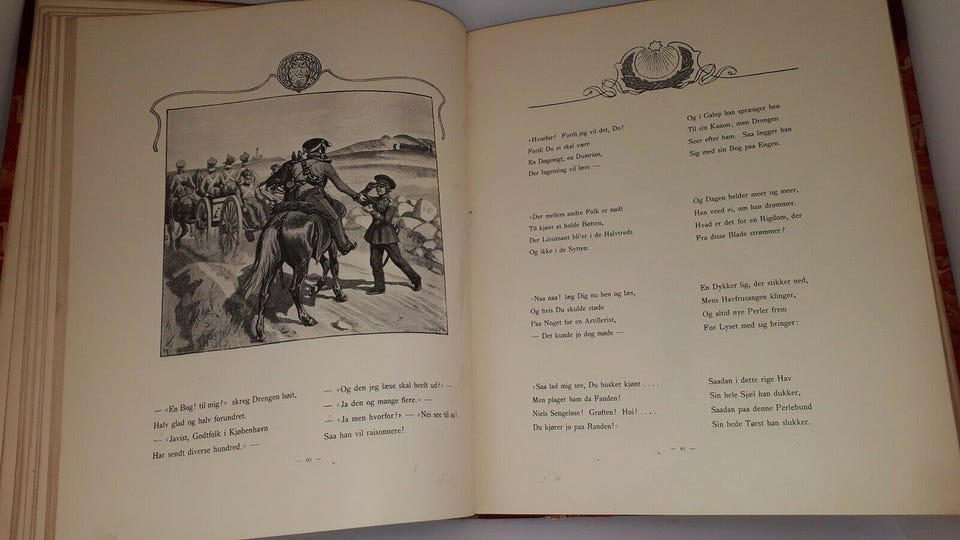 — «En Bog! til mig?» skreg Drengen høit,
Halv glad og halv forundret.
— «Javist, Godtfolk i Kjøbenhavn
Har sendt diverse hundred.» —
— «Og den jeg læse skal heelt ud?» —
— «Ja den og mange flere.» —
— «Ja men hvorfor?» — «Nei see til
Saa han vil raisonnere!
— 60 —
«Hvorfor? Fordi jeg vil det, Du!
Fordi Du ei skal være
En Døgenigt, en Dumrian,
Der Ingenting vil lære —
«Der mellem andre Folk er nødt
Til kjønt at holde Bøtten,
Der Lieutnant bli'er i de Halvtreds
Og ikke i de Sytten.
«Naa naa! læg Dig nu hen og læs,
Og hvis Du skulde støde
Paa Noget for en Artillerist,
— Det kunde jo dog møde —
«Saa lad mig see, Du husker kjønt . . . .
Men plager ham da Fanden!
Niels Sengeløse! Grøften! Hoi! . . . .
Du kjører jo paa Randen!»
Og i Galop han sprænger hen
Til sin Kanon; men Drengen
Seer efter ham. Saa lægger han
Sig med sin Bog paa Engen.
Og Dagen helder meer og meer,
Han veed ei, om han drømmer.
Hvad er det for en Rigdom, der
Fra disse Blade strømmer?
En Dykker lig, der stikker ned,
Mens Havfrusangen klinger,
Og altid nye Perler frem
For Lyset med sig bringer:
Saadan i dette rige Hav
Sin hele Sjæl han dukker,
Saadan paa denne Perlebund
Sin hede Tørst han slukker.
— 61 —